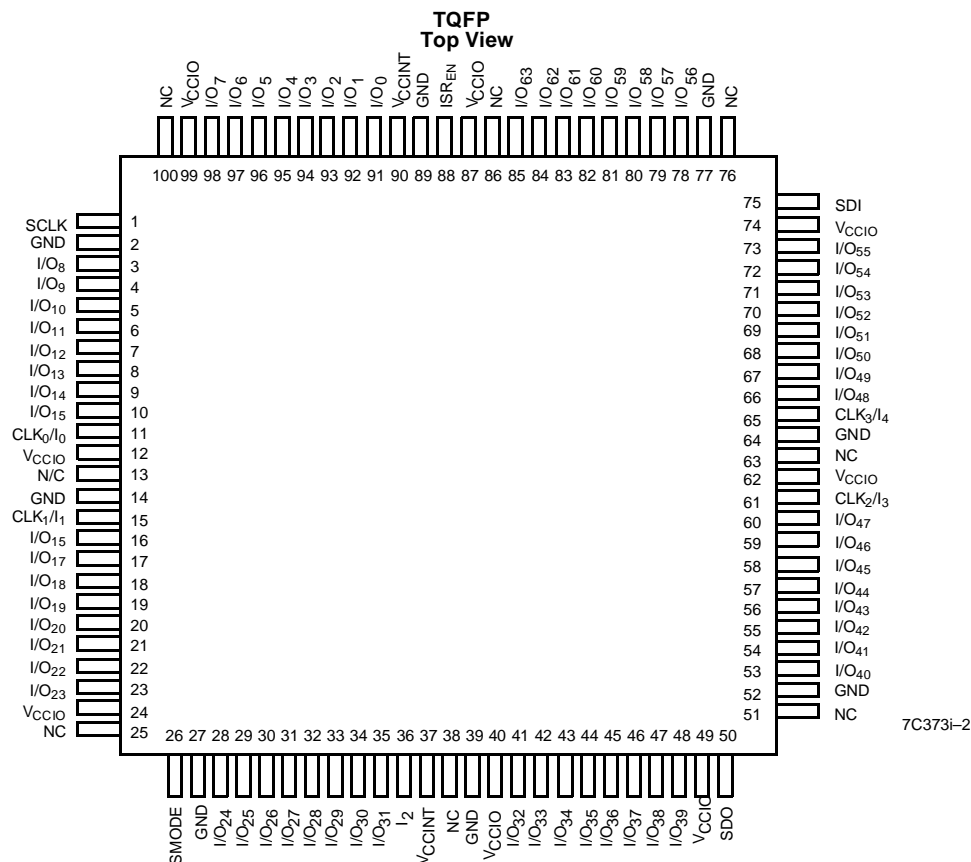 TQFP
Top View
NC
VCCIO
I/O7
I/O6
I/O5
I/O4
I/O3
I/O2
I/O1
I/O0
VCCINT
GND
ISREN
VCCIO
NC
I/O63
I/O62
I/O61
I/O60
I/O59
I/O58
I/O57
I/O56
GND
NC
100 99 98 97 96 95 94 93 92 91 90 89 88 87 86 85 84 83 82 81 80 79 78 77 76
SCLK 1
GND 2
I/O8 3
I/O9 4
I/O10 5
I/O11 6
I/O12 7
I/O13 8
I/O14 9
I/O15 10
CLK0/I0 11
VCCIO 12
N/C 13
GND 14
CLK1/I1 15
I/O15 16
I/O17 17
I/O18 18
I/O19 19
I/O20 20
I/O21 21
I/O22 22
I/O23 23
VCCIO 24
NC 25
75 SDI
74 VCCIO
73 I/O55
72 I/O54
71 I/O53
70 I/O52
69 I/O51
68 I/O50
67 I/O49
66 I/O48
65 CLK3/I4
64 GND
63 NC
62 VCCIO
61 CLK2/I3
60 I/O47
59 I/O46
58 I/O45
57 I/O44
56 I/O43
55 I/O42
54 I/O41
53 I/O40
52 GND
51 NC
7C373i–2
26 27 28 29 30 31 32 33 34 35 36 37 38 39 40 41 42 43 44 45 46 47 48 49 50
SMODE
GND
I/O24
I/O25
I/O26
I/O27
I/O28
I/O29
I/O30
I/O31
I2
VCCINT
NC
GND
VCCIO
I/O32
I/O33
I/O34
I/O35
I/O36
I/O37
I/O38
I/O39
VCCIO
SDO